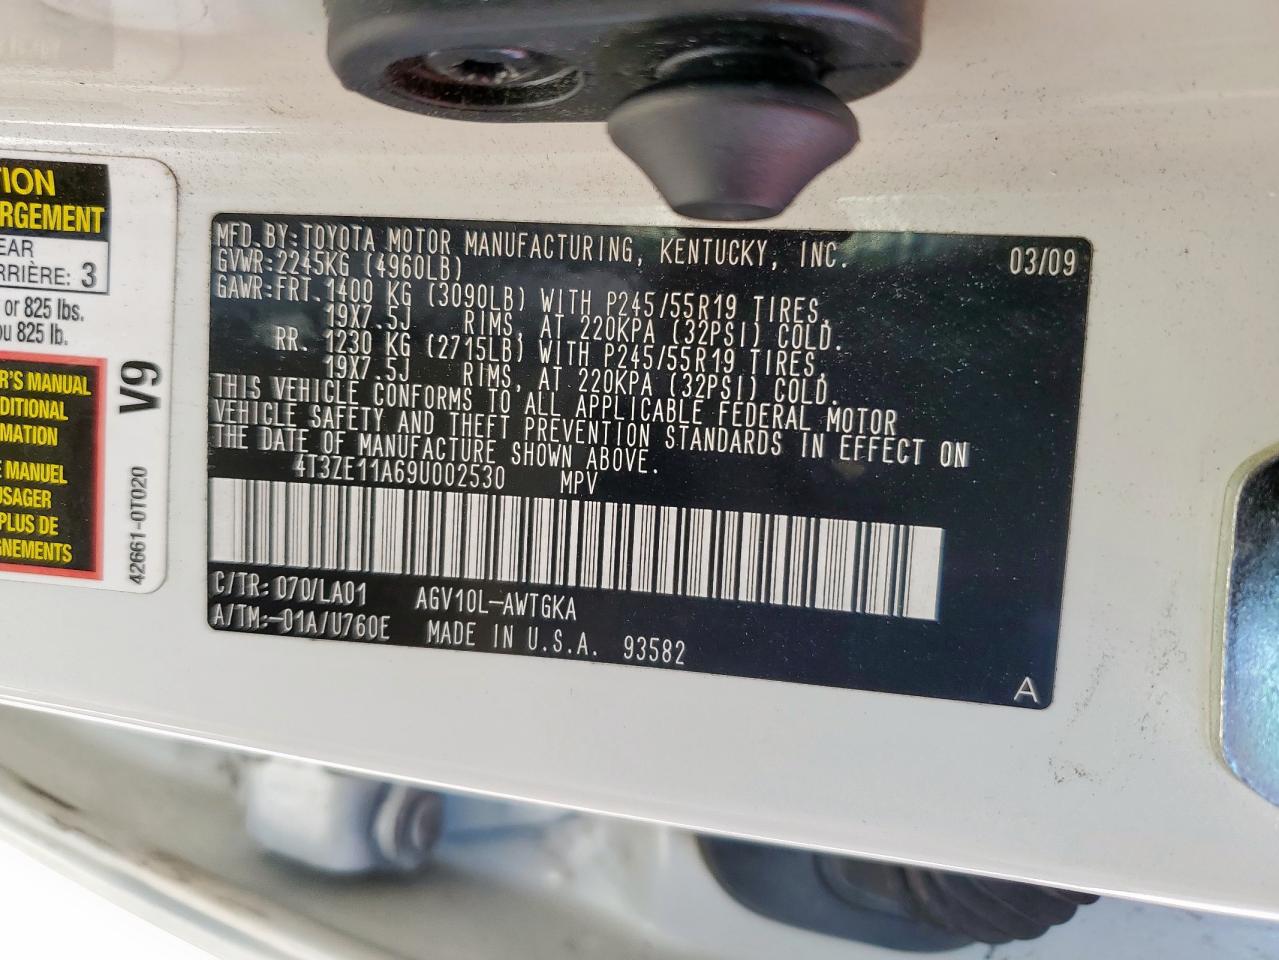 TION
RGEMENT
EAR
RRIÈRE: 3
or 825 lbs.
ou 825 lb.
R'S MANUAL
DITIONAL
MATION
E MANUEL
USAGER
PLUS DE
GNEMENTS
V9
42661-0T020
MFD.BY:TOYOTA MOTOR MANUFACTURING, KENTUCKY, INC. 03/09
GVWR:2245KG (4960LB)
GAWR:FRT.1400 KG (3090LB) WITH P245/55R19 TIRES,
19X7.5J RIMS, AT 220KPA (32PSI) COLD.
RR. 1230 KG (2715LB) WITH P245/55R19 TIRES,
19X7.5J RIMS, AT 220KPA (32PSI) COLD.
THIS VEHICLE CONFORMS TO ALL APPLICABLE FEDERAL MOTOR
VEHICLE SAFETY AND THEFT PREVENTION STANDARDS IN EFFECT ON
THE DATE OF MANUFACTURE SHOWN ABOVE.
4T3ZE11A69U002530 MPV
C/TR: 070/LA01 AGV10L-AWTGKA
A/TM:-01A/U760E MADE IN U.S.A. 93582
A